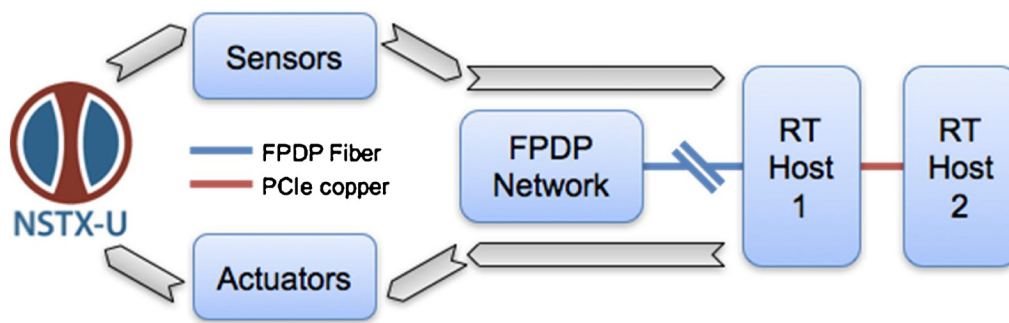 Sensors
FPDP Fiber
PCIe copper
NSTX-U
Actuators
FPDP
Network
RT
Host
1
RT
Host
2